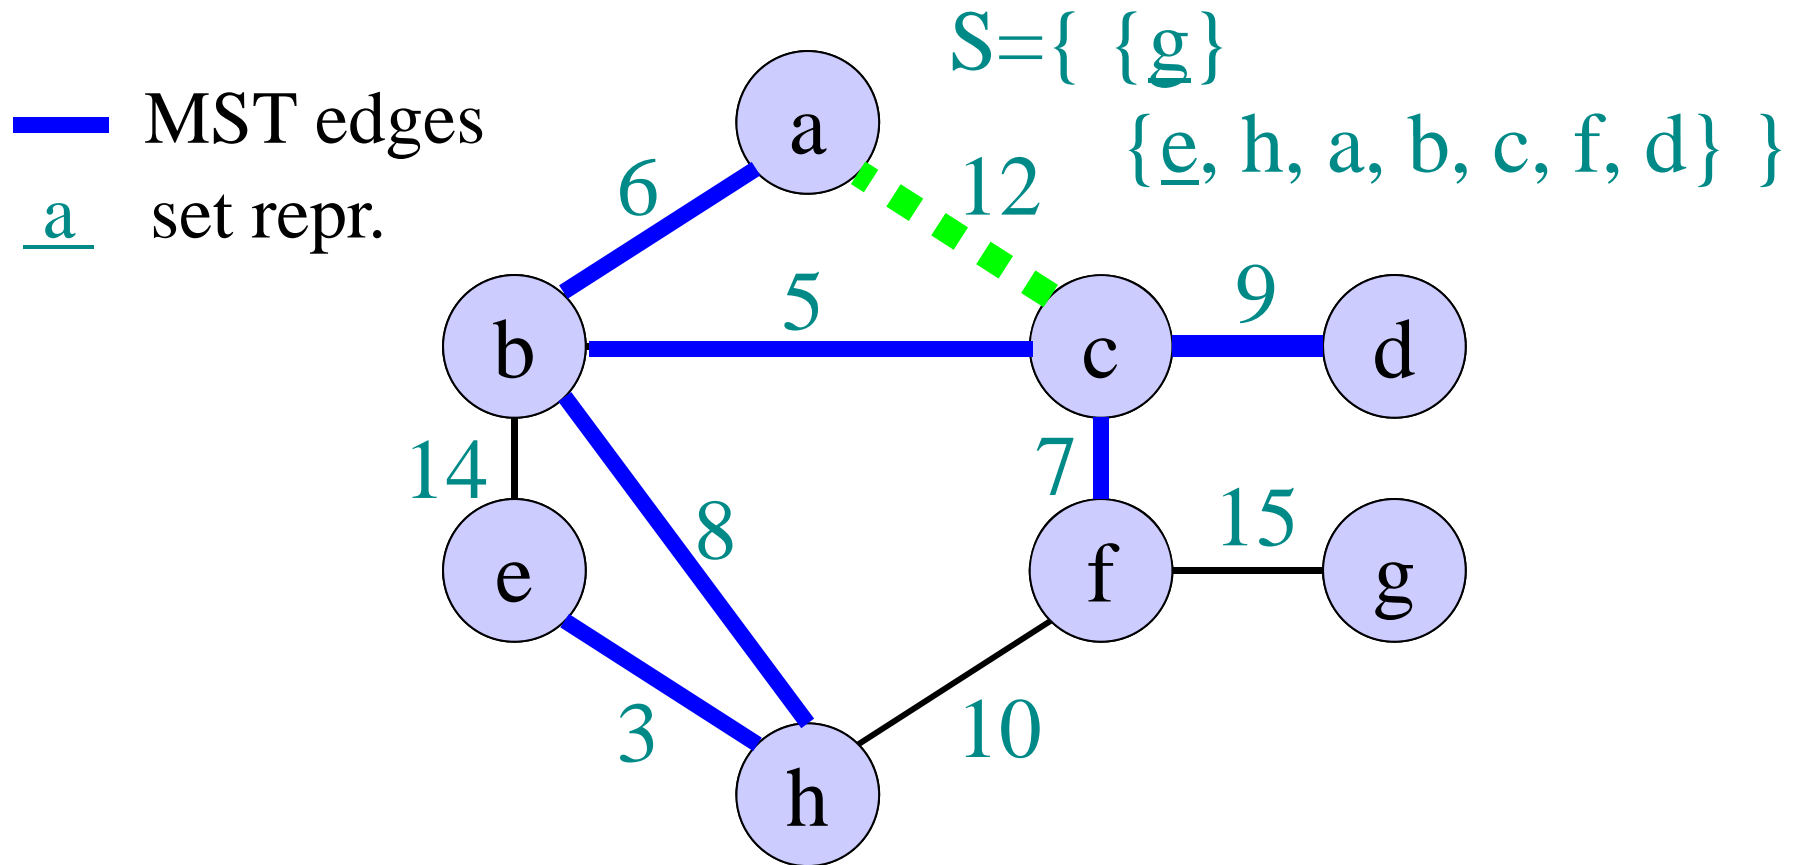 S={ {g}
{e, h, a, b, c, f, d} }
MST edges
a set repr.
a
6
12
5
9
b
c
d
14
7
8
15
e
f
g
3
10
h